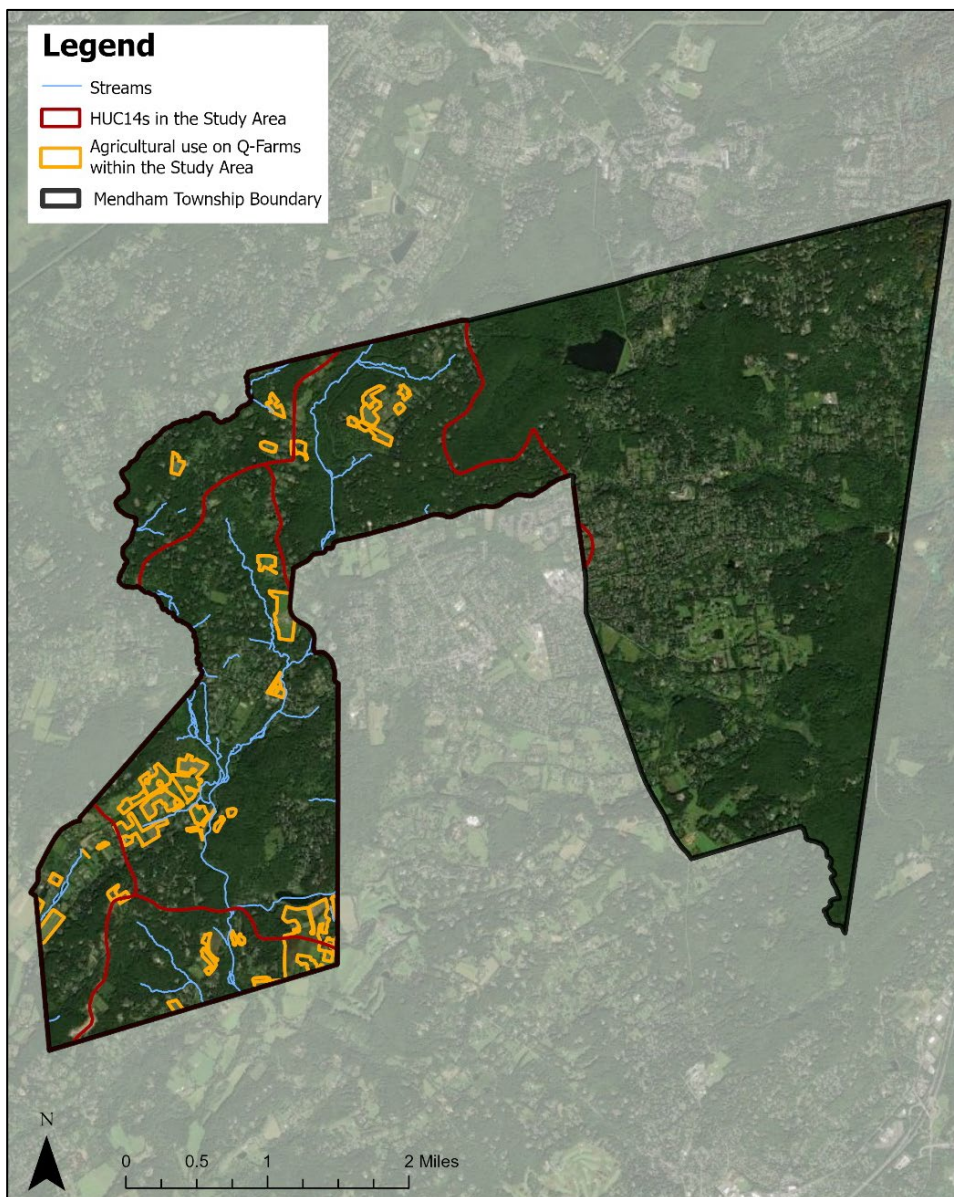 Legend
Streams
HUC14s in the Study Area
Agricultural use on Q-Farms
within the Study Area
Mendham Township Boundary
N
0 0.5 1 2 Miles